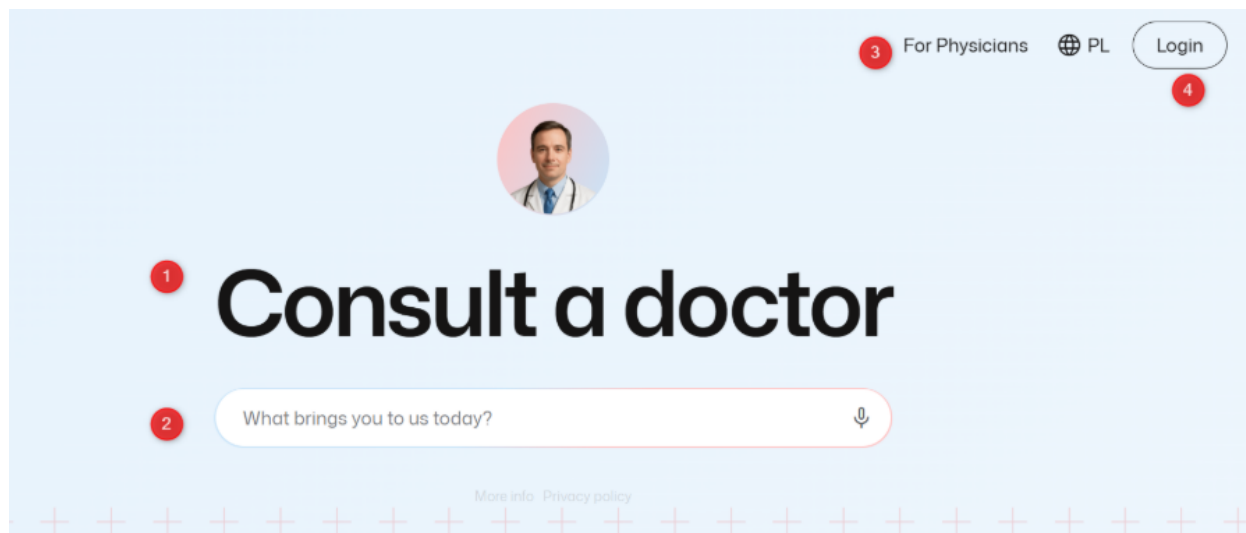 3 For Physicians PL Login
4
1 Consult a doctor
2 What brings you to us today?
More info Privacy policy